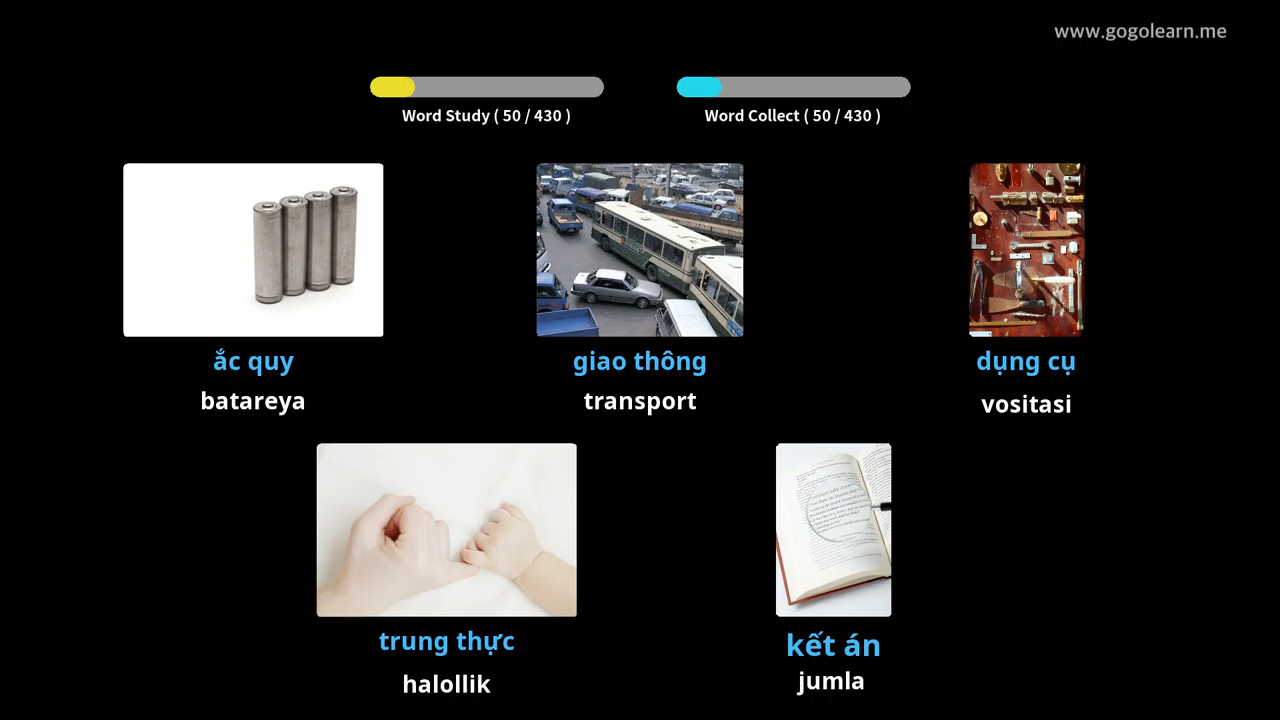 www.gogolearn.me
Word Study ( 50 / 430 )
Word Collect ( 50 / 430 )
ắc quy
batareya
giao thông
transport
dụng cụ
vositasi
trung thực
halollik
kết án
jumla